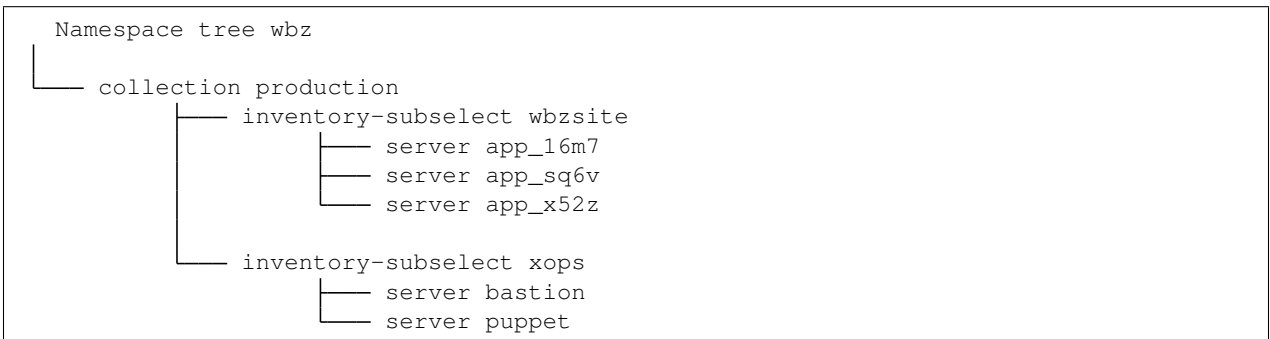 Namespace tree wbz
collection production
inventory-subselect wbzsite
server app_16m7
server app_sq6v
server app_x52z
inventory-subselect xops
server bastion
server puppet